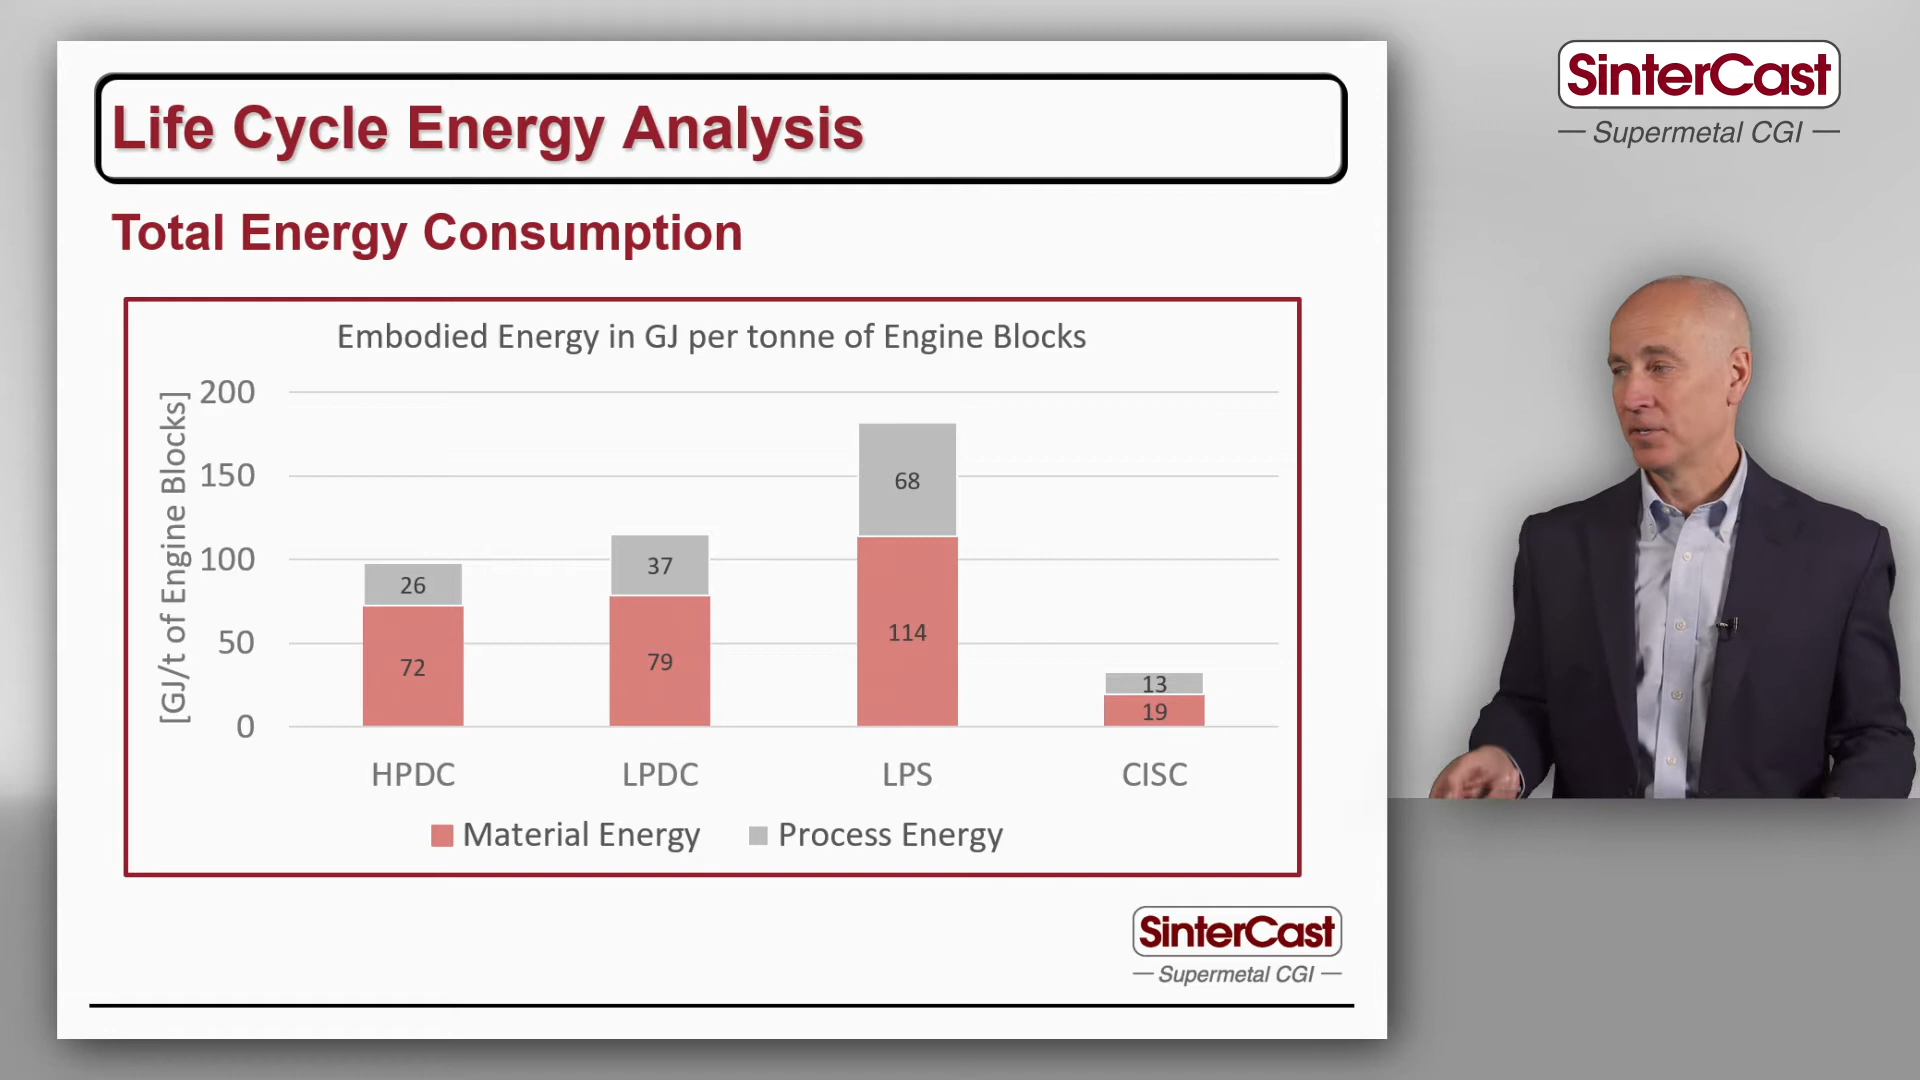 Life Cycle Energy Analysis
Total Energy Consumption
Embodied Energy in GJ per tonne of Engine Blocks
[GJ/t of Engine Blocks]
200
150
100
50
0
26
72
37
79
68
114
13
19
HPDC
LPDC
LPS
CISC
Material Energy
Process Energy
SinterCast
— Supermetal CGI —
SinterCast
— Supermetal CGI —